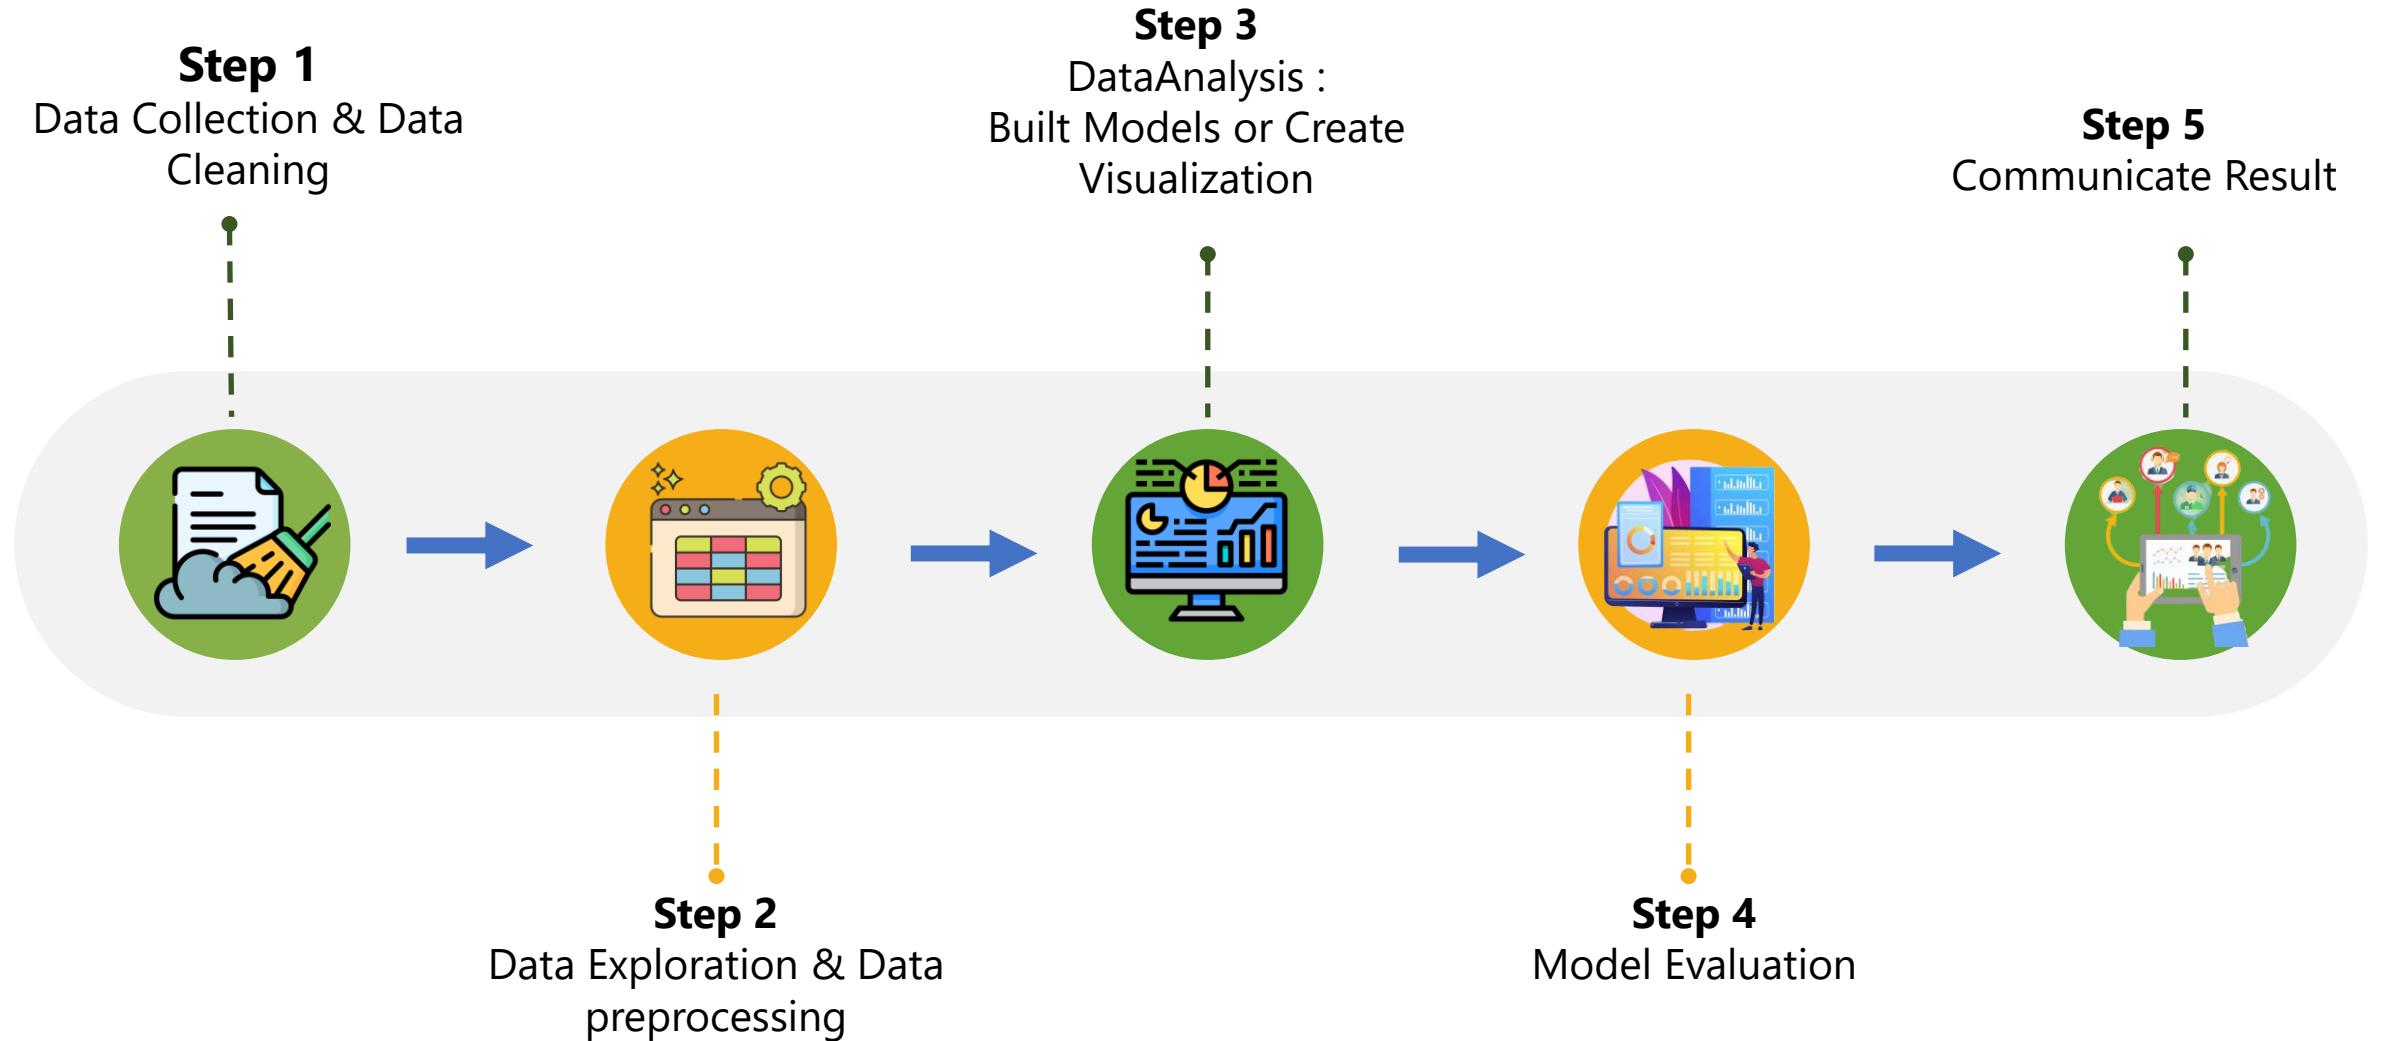 Step 1
Data Collection & Data
Cleaning
Step 2
Data Exploration & Data
preprocessing
Step 3
DataAnalysis :
Built Models or Create
Visualization
Step 4
Model Evaluation
Step 5
Communicate Result